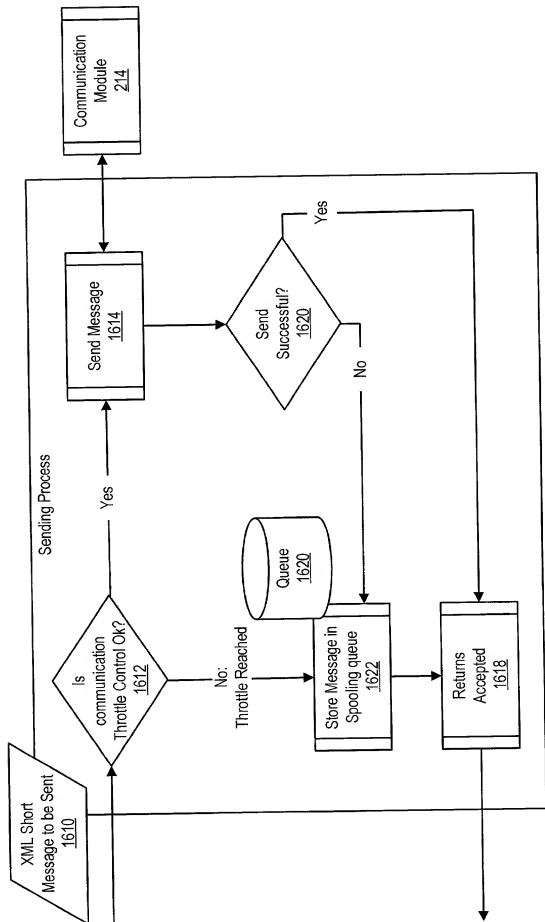 XML Short
Message to be Sent
1610
Sending Process
Is
communication
Throttle Control Ok?
1612
Yes
Send Message
1614
Communication
Module
214
No:
Throttle Reached
Queue
1620
Send
Successful?
1620
No
Yes
Store Message in
Spooling queue
1622
Returns
Accepted
1618